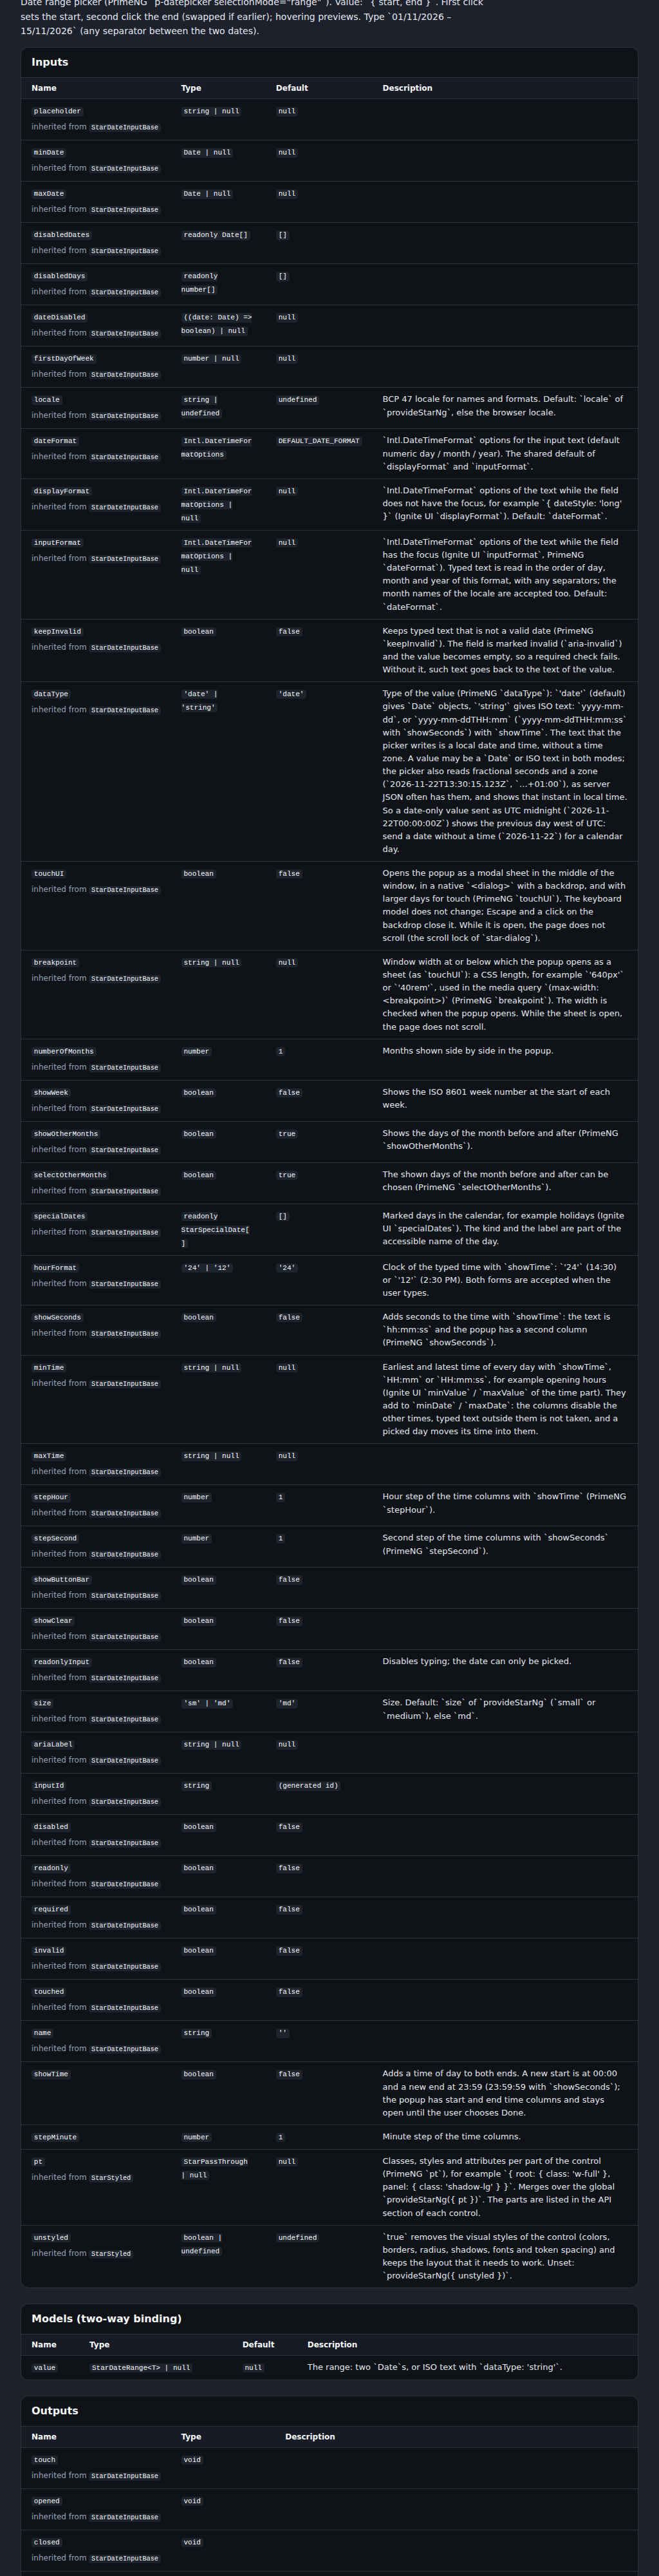 Date range picker (PrimeNG `p-datepicker selectionMode="range"`). Value: `{ start, end }`. First click
sets the start, second click the end (swapped if earlier); hovering previews. Type `01/11/2026 –
15/11/2026` (any separator between the two dates).
Inputs
Name Type Default Description
placeholder string | null null
inherited from StarDateInputBase
minDate Date | null null
inherited from StarDateInputBase
maxDate Date | null null
inherited from StarDateInputBase
disabledDates readonly Date[] []
inherited from StarDateInputBase
disabledDays readonly []
number[]
inherited from StarDateInputBase
dateDisabled ((date: Date) => null
boolean) | null
inherited from StarDateInputBase
firstDayOfWeek number | null null
inherited from StarDateInputBase
locale string | undefined BCP 47 locale for names and formats. Default: `locale` of
undefined `provideStarNg`, else the browser locale.
inherited from StarDateInputBase
dateFormat Intl.DateTimeFor DEFAULT_DATE_FORMAT `Intl.DateTimeFormat` options for the input text (default
matOptions numeric day / month / year). The shared default of
inherited from StarDateInputBase `displayFormat` and `inputFormat`.
displayFormat Intl.DateTimeFor null `Intl.DateTimeFormat` options of the text while the field
matOptions | does not have the focus, for example `{ dateStyle: 'long'
inherited from StarDateInputBase null }` (Ignite UI `displayFormat`). Default: `dateFormat`.
inputFormat Intl.DateTimeFor null `Intl.DateTimeFormat` options of the text while the field
matOptions | has the focus (Ignite UI `inputFormat`, PrimeNG
inherited from StarDateInputBase null `dateFormat`). Typed text is read in the order of day,
month and year of this format, with any separators; the
month names of the locale are accepted too. Default:
`dateFormat`.
keepInvalid boolean false Keeps typed text that is not a valid date (PrimeNG
inherited from StarDateInputBase `keepInvalid`). The field is marked invalid (`aria-invalid`)
and the value becomes empty, so a required check fails.
Without it, such text goes back to the text of the value.
dataType 'date' | 'date' Type of the value (PrimeNG `dataType`): `'date'` (default)
'string' gives `Date` objects, `'string'` gives ISO text: `yyyy-mm-
inherited from StarDateInputBase dd`, or `yyyy-mm-ddTHH:mm` (`yyyy-mm-ddTHH:mm:ss`
with `showSeconds`) with `showTime`. The text that the
picker writes is a local date and time, without a time
zone. A value may be a `Date` or ISO text in both modes;
the picker also reads fractional seconds and a zone
(`2026-11-22T13:30:15.123Z`, `...+01:00`), as server
JSON often has them, and shows that instant in local time.
So a date-only value sent as UTC midnight (`2026-11-
22T00:00:00Z`) shows the previous day west of UTC:
send a date without a time (`2026-11-22`) for a calendar
day.
touchUI boolean false Opens the popup as a modal sheet in the middle of the
inherited from StarDateInputBase window, in a native `<dialog>` with a backdrop, and with
larger days for touch (PrimeNG `touchUI`). The keyboard
model does not change; Escape and a click on the
backdrop close it. While it is open, the page does not
scroll (the scroll lock of `star-dialog`).
breakpoint string | null null Window width at or below which the popup opens as a
inherited from StarDateInputBase sheet (as `touchUI`): a CSS length, for example `'640px'`
or `'40rem'`, used in the media query `(max-width:
<breakpoint>)` (PrimeNG `breakpoint`). The width is
checked when the popup opens. While the sheet is open,
the page does not scroll.
numberOfMonths number 1 Months shown side by side in the popup.
inherited from StarDateInputBase
showWeek boolean false Shows the ISO 8601 week number at the start of each
inherited from StarDateInputBase week.
showOtherMonths boolean true Shows the days of the month before and after (PrimeNG
inherited from StarDateInputBase `showOtherMonths`).
selectOtherMonths boolean true The shown days of the month before and after can be
inherited from StarDateInputBase chosen (PrimeNG `selectOtherMonths`).
specialDates readonly [] Marked days in the calendar, for example holidays (Ignite
StarSpecialDate[ UI `specialDates`). The kind and the label are part of the
inherited from StarDateInputBase ] accessible name of the day.
hourFormat '24' | '12' '24' Clock of the typed time with `showTime`: `'24'` (14:30)
inherited from StarDateInputBase or `'12'` (2:30 PM). Both forms are accepted when the
user types.
showSeconds boolean false Adds seconds to the time with `showTime`: the text is
inherited from StarDateInputBase `hh:mm:ss` and the popup has a second column
(PrimeNG `showSeconds`).
minTime string | null null Earliest and latest time of every day with `showTime`,
inherited from StarDateInputBase `HH:mm` or `HH:mm:ss`, for example opening hours
(Ignite UI `minValue` / `maxValue` of the time part). They
add to `minDate` / `maxDate`: the columns disable the
other times, typed text outside them is not taken, and a
picked day moves its time into them.
maxTime string | null null
inherited from StarDateInputBase
stepHour number 1 Hour step of the time columns with `showTime` (PrimeNG
inherited from StarDateInputBase `stepHour`).
stepSecond number 1 Second step of the time columns with `showSeconds`
inherited from StarDateInputBase (PrimeNG `stepSecond`).
showButtonBar boolean false
inherited from StarDateInputBase
showClear boolean false
inherited from StarDateInputBase
readonlyInput boolean false Disables typing; the date can only be picked.
inherited from StarDateInputBase
size 'sm' | 'md' 'md' Size. Default: `size` of `provideStarNg` (`small` or
inherited from StarDateInputBase `medium`), else `md`.
ariaLabel string | null null
inherited from StarDateInputBase
inputId string (generated id)
inherited from StarDateInputBase
disabled boolean false
inherited from StarDateInputBase
readonly boolean false
inherited from StarDateInputBase
required boolean false
inherited from StarDateInputBase
invalid boolean false
inherited from StarDateInputBase
touched boolean false
inherited from StarDateInputBase
name string ''
inherited from StarDateInputBase
showTime boolean false Adds a time of day to both ends. A new start is at 00:00
and a new end at 23:59 (23:59:59 with `showSeconds`);
the popup has start and end time columns and stays
open until the user chooses Done.
stepMinute number 1 Minute step of the time columns.
pt StarPassThrough null Classes, styles and attributes per part of the control
| null (PrimeNG `pt`), for example `{ root: { class: 'w-full' },
inherited from StarStyled panel: { class: 'shadow-lg' } }`. Merges over the global
`provideStarNg({ pt })`. The parts are listed in the API
section of each control.
unstyled boolean | undefined `true` removes the visual styles of the control (colors,
undefined borders, radius, shadows, fonts and token spacing) and
inherited from StarStyled keeps the layout that it needs to work. Unset:
`provideStarNg({ unstyled })`.
Models (two-way binding)
Name Type Default Description
value StarDateRange<T> | null null The range: two `Date`s, or ISO text with `dataType: 'string'`.
Outputs
Name Type Description
touch void
inherited from StarDateInputBase
opened void
inherited from StarDateInputBase
closed void
inherited from StarDateInputBase